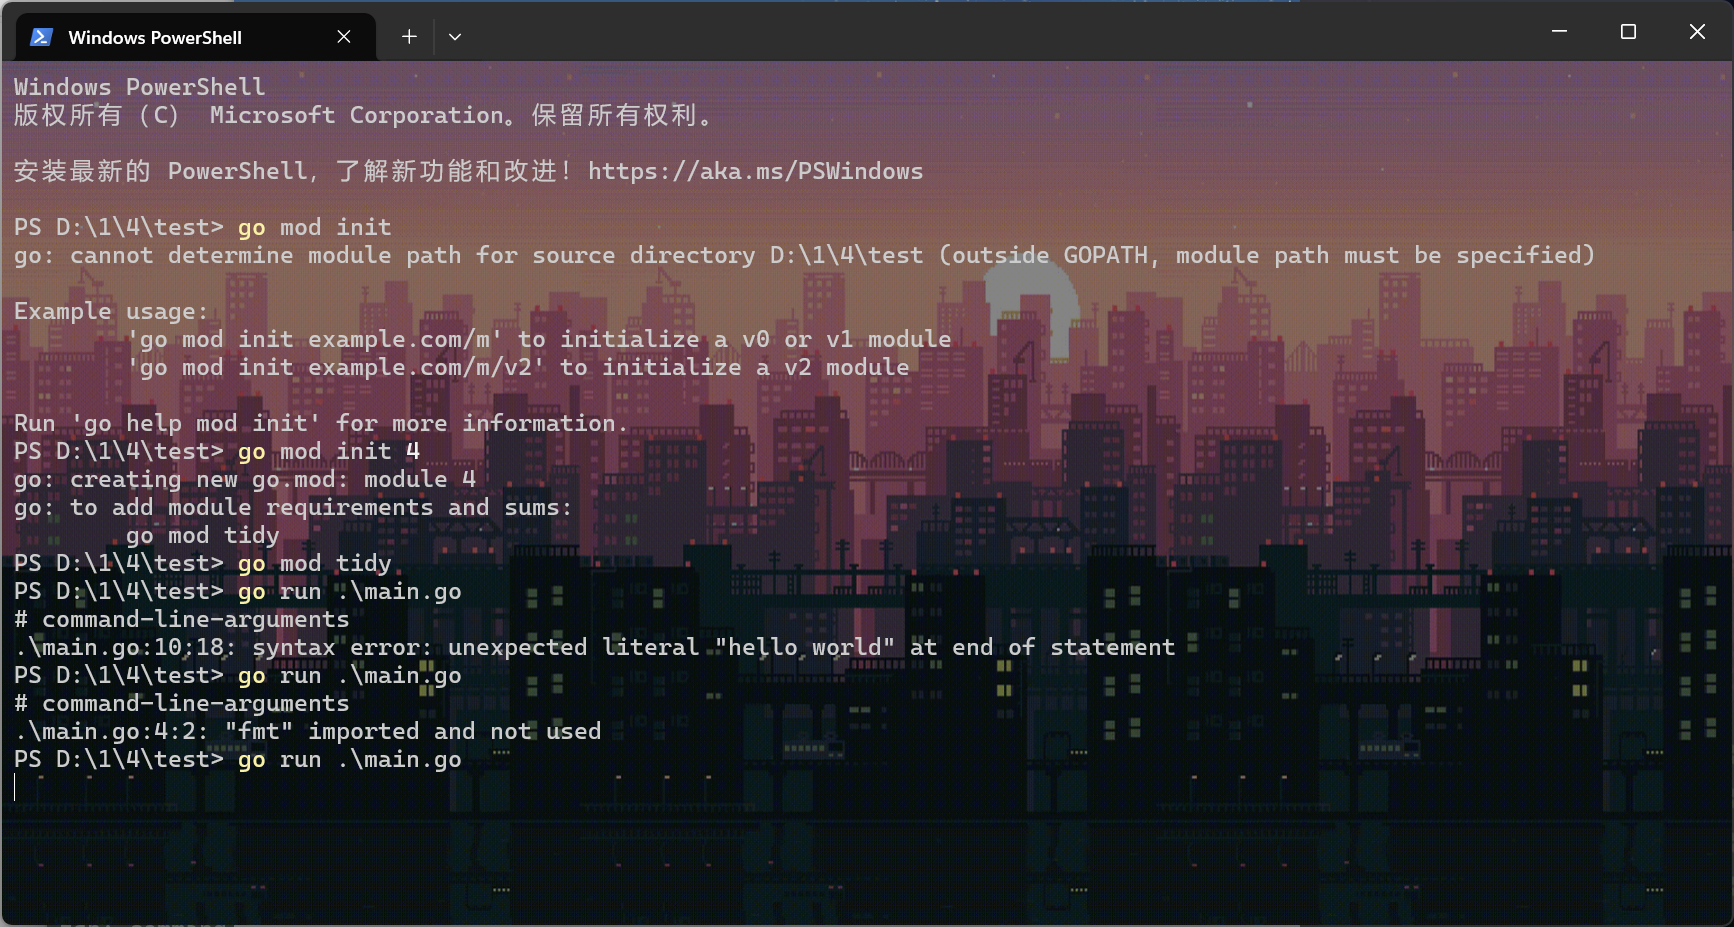 Windows PowerShell
Windows PowerShell
版权所有 (C) Microsoft Corporation。保留所有权利。
安装最新的 PowerShell，了解新功能和改进！https://aka.ms/PSWindows
PS D:\1\4\test> go mod init
go: cannot determine module path for source directory D:\1\4\test (outside GOPATH, module path must be specified)
Example usage:
'go mod init example.com/m' to initialize a v0 or v1 module
'go mod init example.com/m/v2' to initialize a v2 module
Run 'go help mod init' for more information.
PS D:\1\4\test> go mod init 4
go: creating new go.mod: module 4
go: to add module requirements and sums:
go mod tidy
PS D:\1\4\test> go mod tidy
PS D:\1\4\test> go run .\main.go
# command-line-arguments
.\main.go:10:18: syntax error: unexpected literal "hello world" at end of statement
PS D:\1\4\test> go run .\main.go
# command-line-arguments
.\main.go:4:2: "fmt" imported and not used
PS D:\1\4\test> go run .\main.go